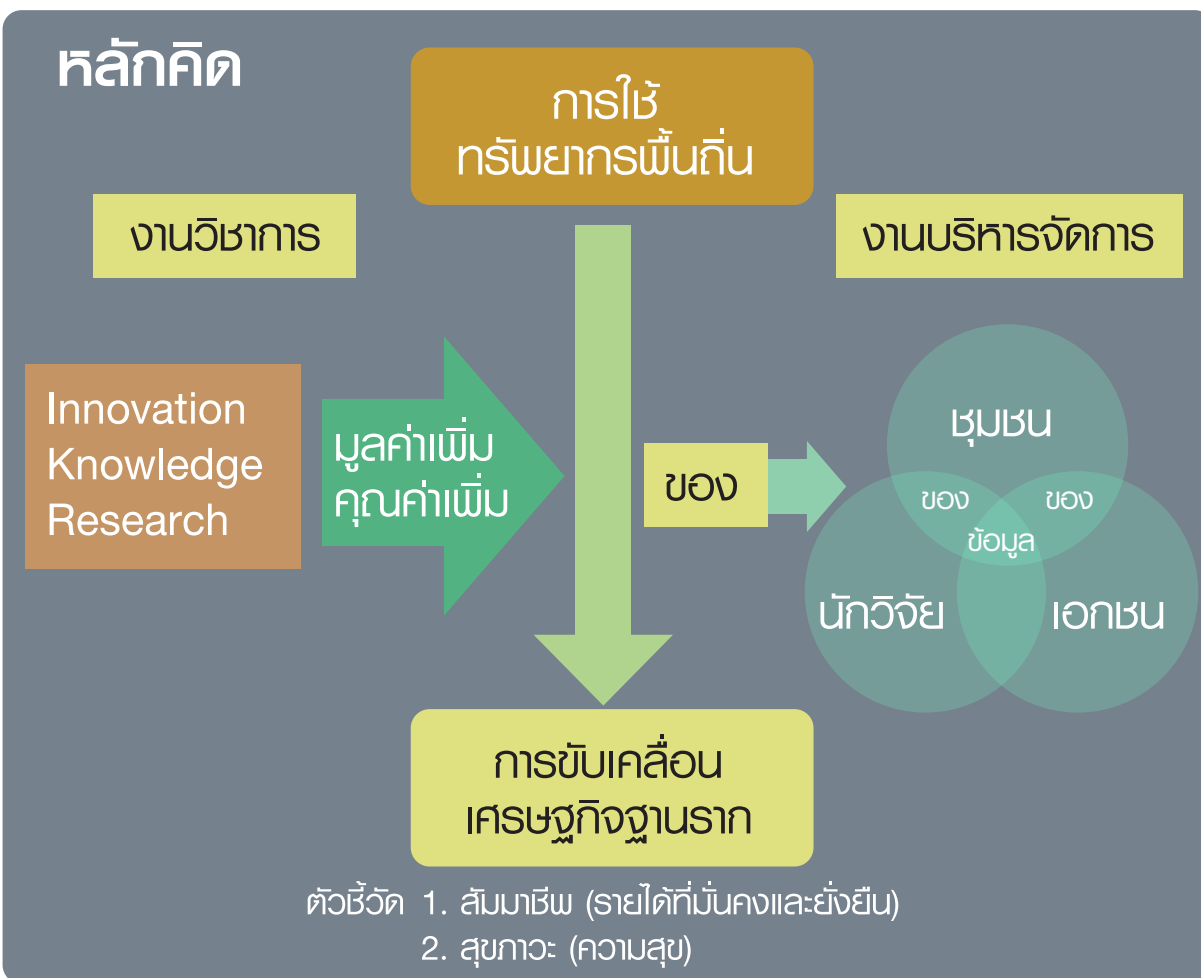 หลักคิด
การใช้
ทรัพยากรพื้นถิ่น
งานวิชาการ
งานบริหารจัดการ
Innovation
Knowledge
Research
มูลค่าเพิ่ม
คุณค่าเพิ่ม
ของ
ชุมชน
ของ
ของ
ข้อมูล
นักวิจัย
เอกชน
การขับเคลื่อน
เศรษฐกิจฐานราก
ตัวชี้วัด 1. สัมมาชีพ (รายได้ที่มั่นคงและยั่งยืน)
2. สุขภาวะ (ความสุข)